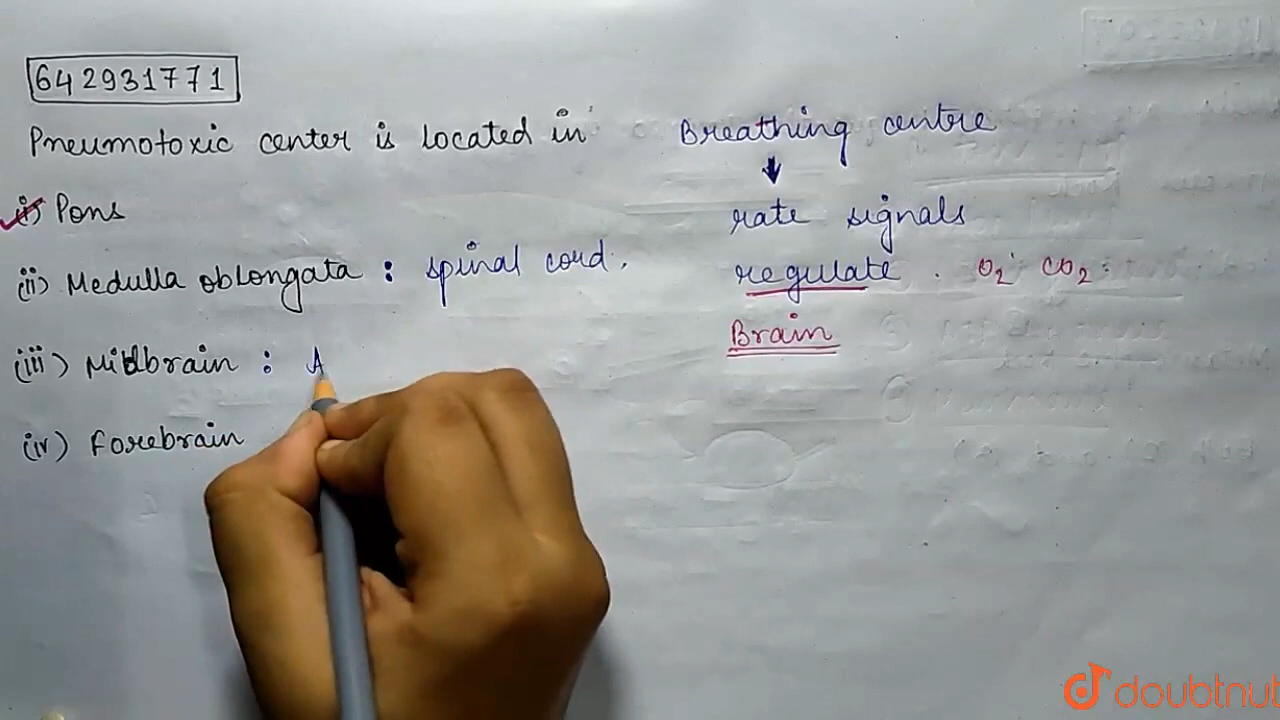 642931771
Pneumotoxic center is located in
(i) Pons
(ii) Medulla oblongata : spinal cord.
(iii) Midbrain : A
(iv) Forebrain
Breathing centre
rate signals
regulate . O2 CO2
Brain
doubtnut